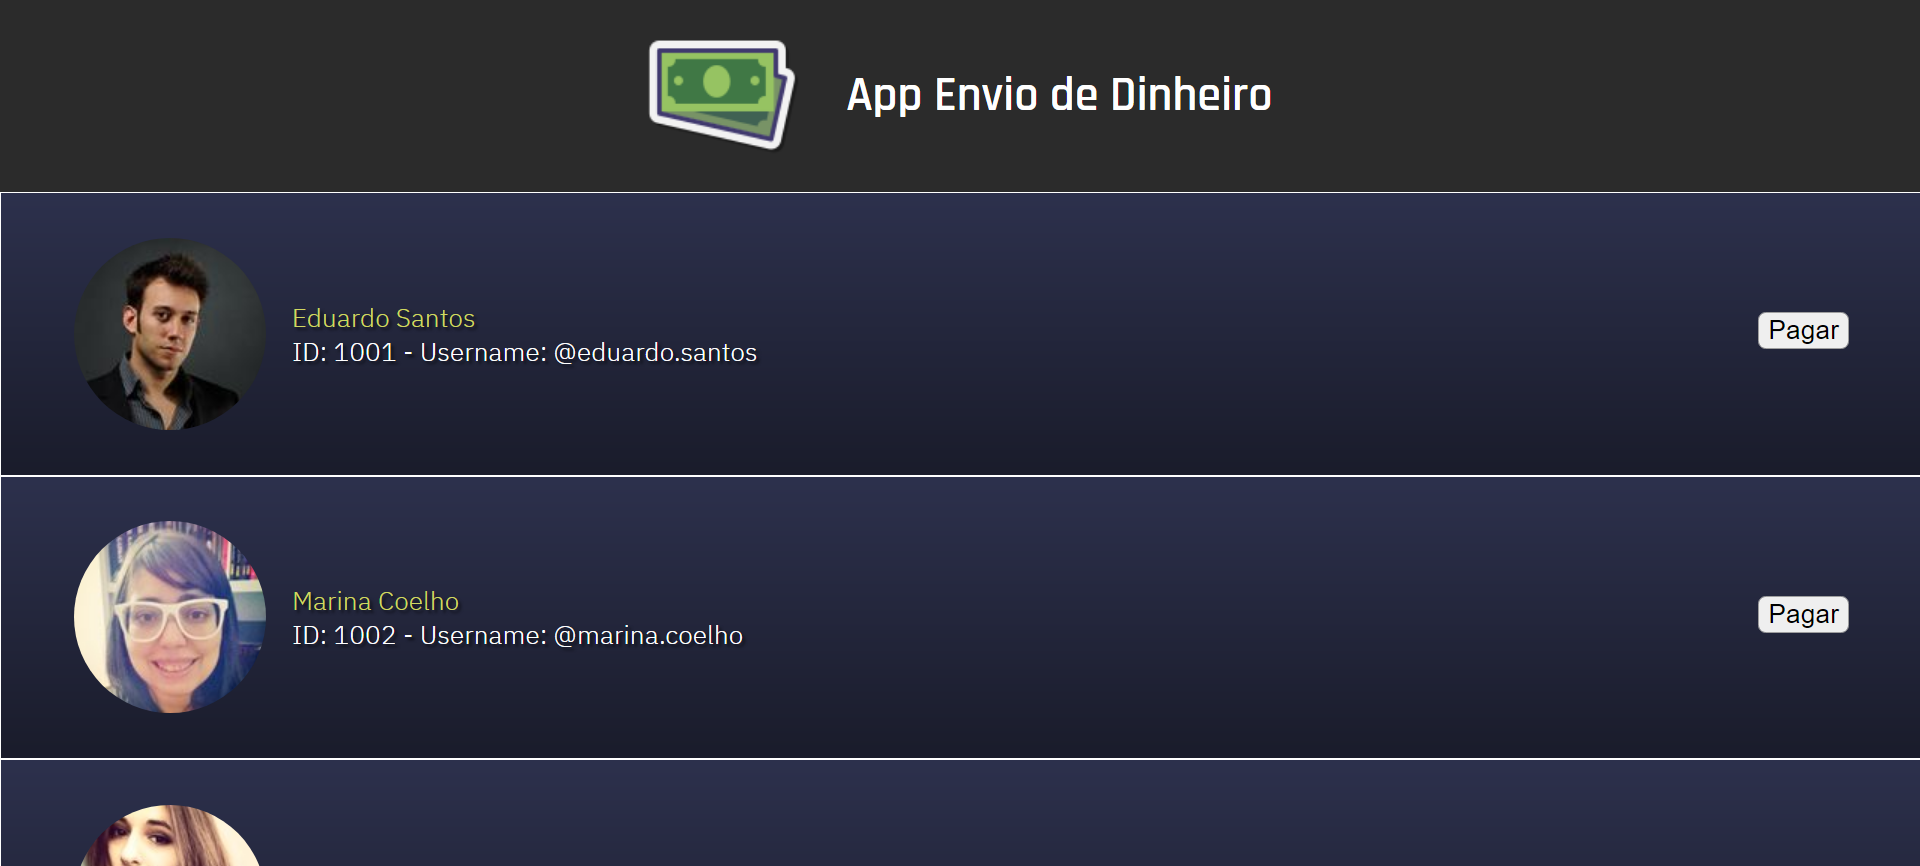 App Envio de Dinheiro
Eduardo Santos
ID: 1001 - Username: @eduardo.santos
Pagar
Marina Coelho
ID: 1002 - Username: @marina.coelho
Pagar